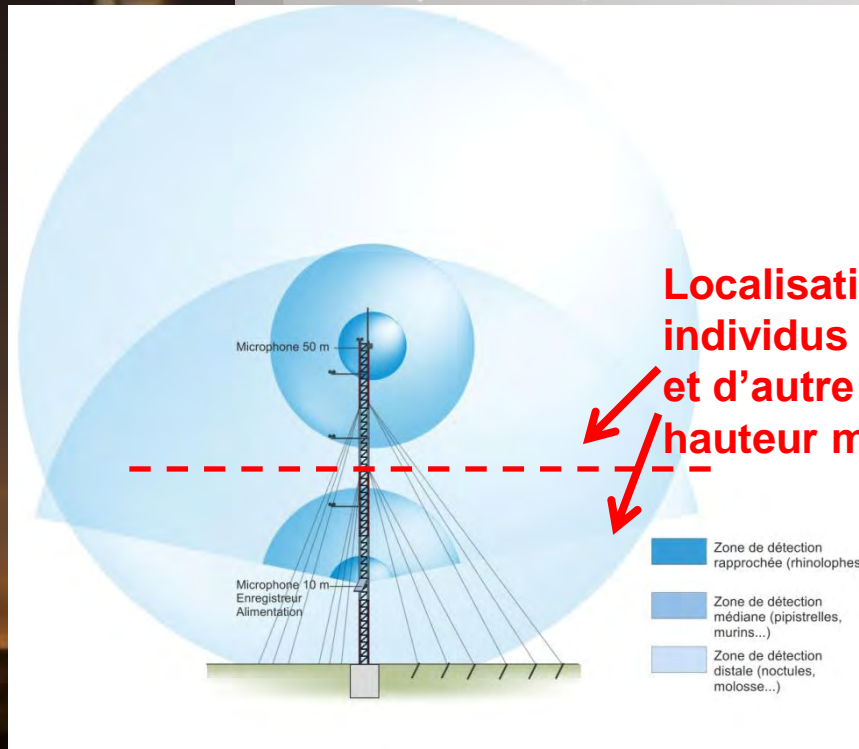 Microphone 50 m
individus
et d'autre
hauteur
Microphone 10 m
Enregistreur
Alimentation
Zone de détection
rapprochée (rhinolophes
Zone de détection
médiane (pipistrelles,
murins...)
Zone de détection
distale (noctules,
molosse...)